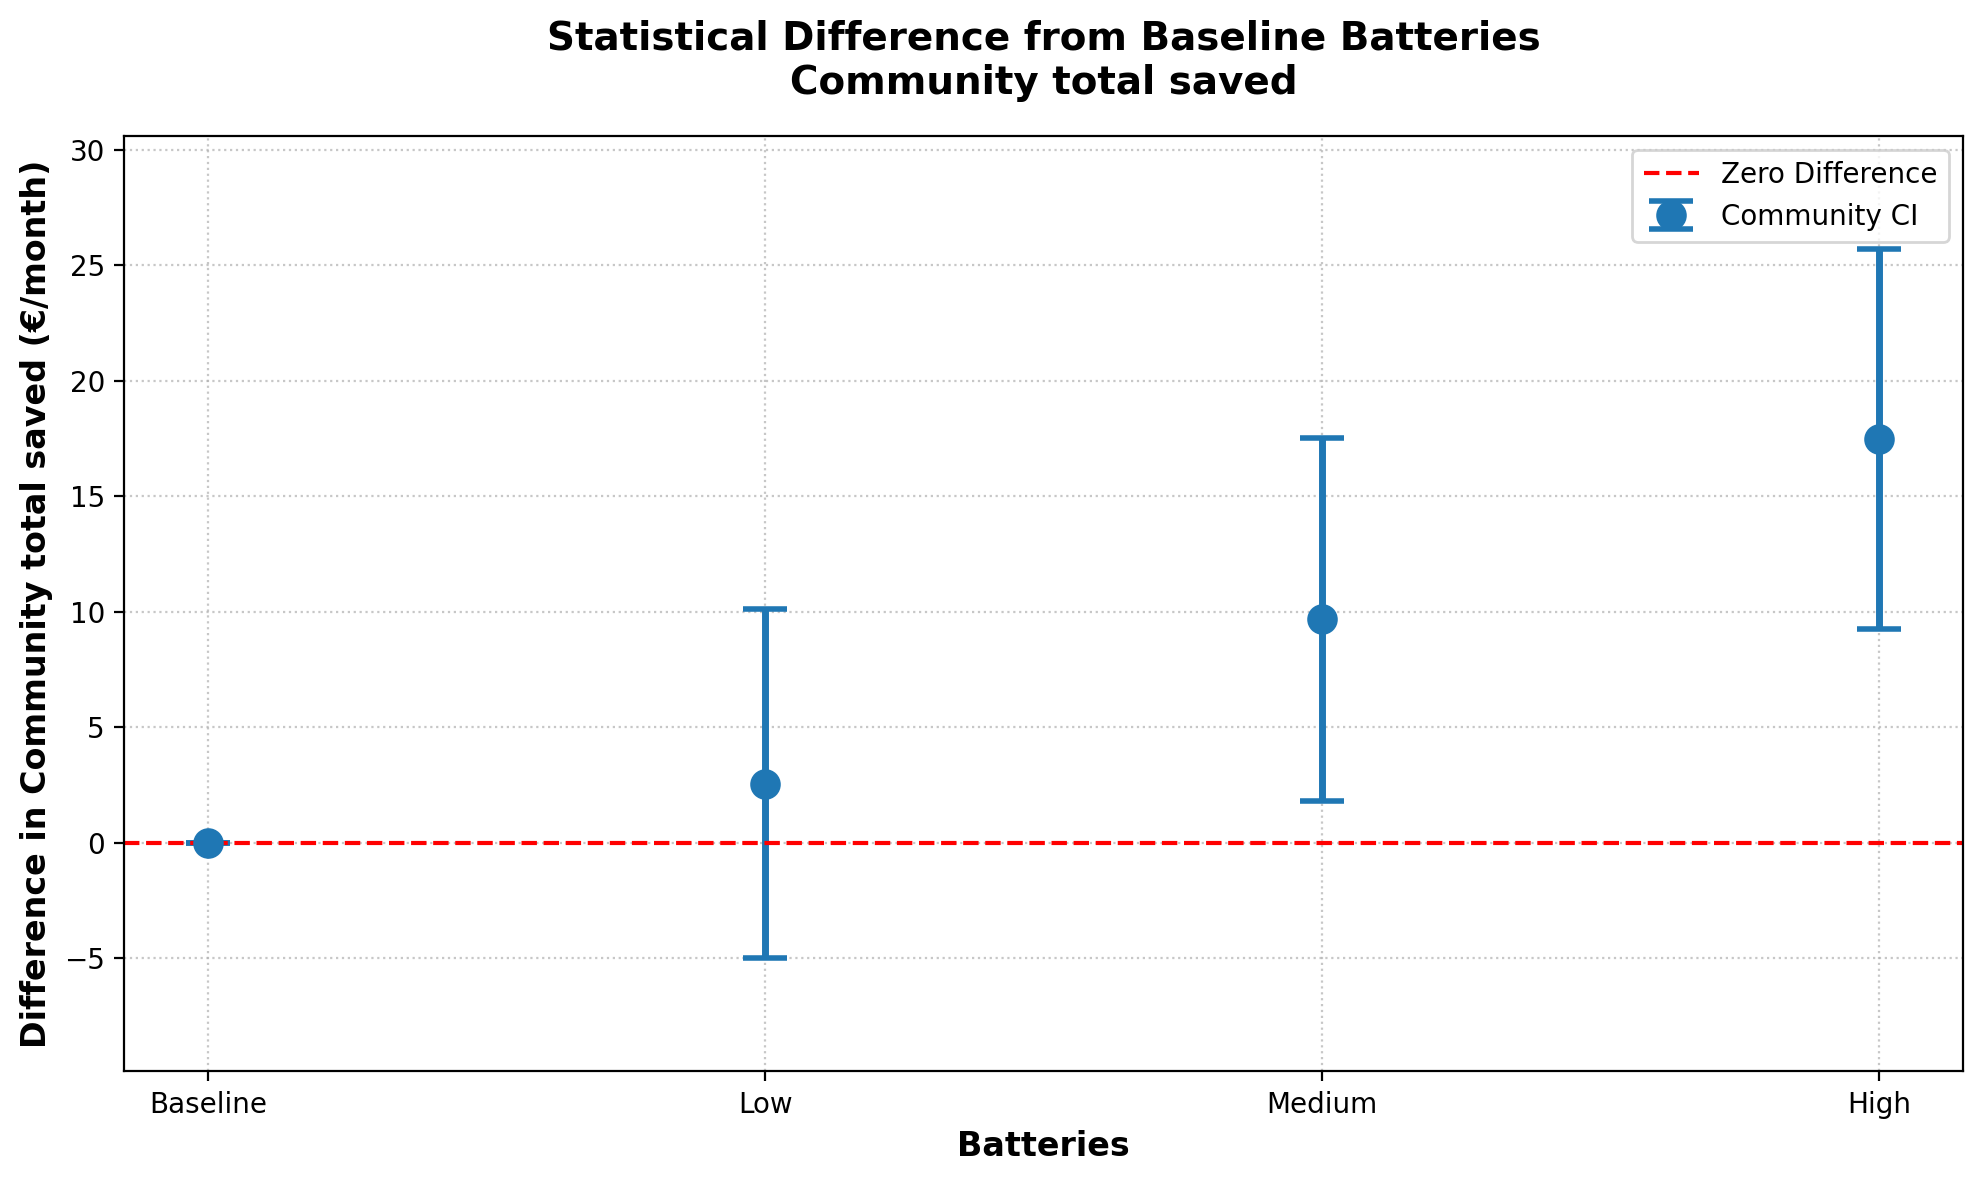 Statistical Difference from Baseline Batteries
Community total saved
Difference in Community total saved (€/month)
30
25
20
15
10
5
0
−5
Zero Difference
Community CI
Baseline
Low
Medium
High
Batteries